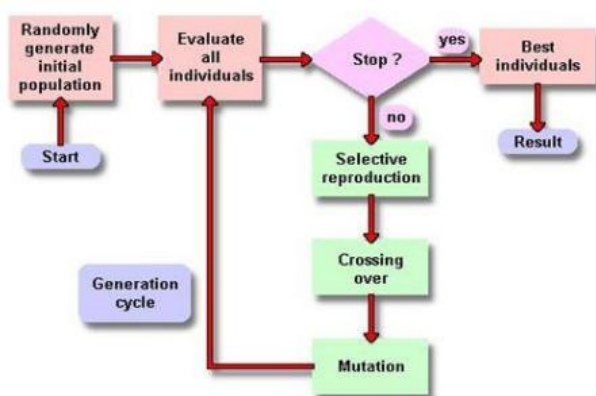 Randomly
generate
initial
population
Evaluate
all
individuals
Stop ?
yes
Best
individuals
Start
no
Result
Selective
reproduction
Crossing
over
Generation
cycle
Mutation